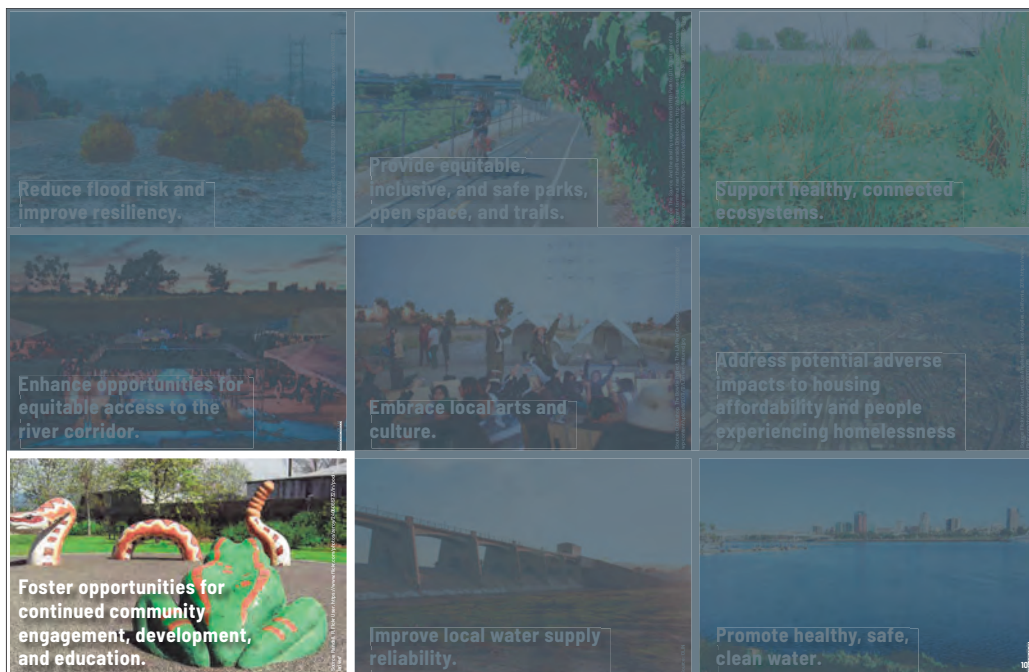 Reduce flood risk and
improve resiliency.
Provide equitable,
inclusive, and safe parks,
open space, and trails.
Support healthy, connected
ecosystems.
Enhance opportunities for
equitable access to the
river corridor.
Embrace local arts and
culture.
Address potential adverse
impacts to housing
affordability and people
experiencing homelessness
Foster opportunities for
continued community
engagement, development,
and education.
Improve local water supply
reliability.
Promote healthy, safe,
clean water.
10